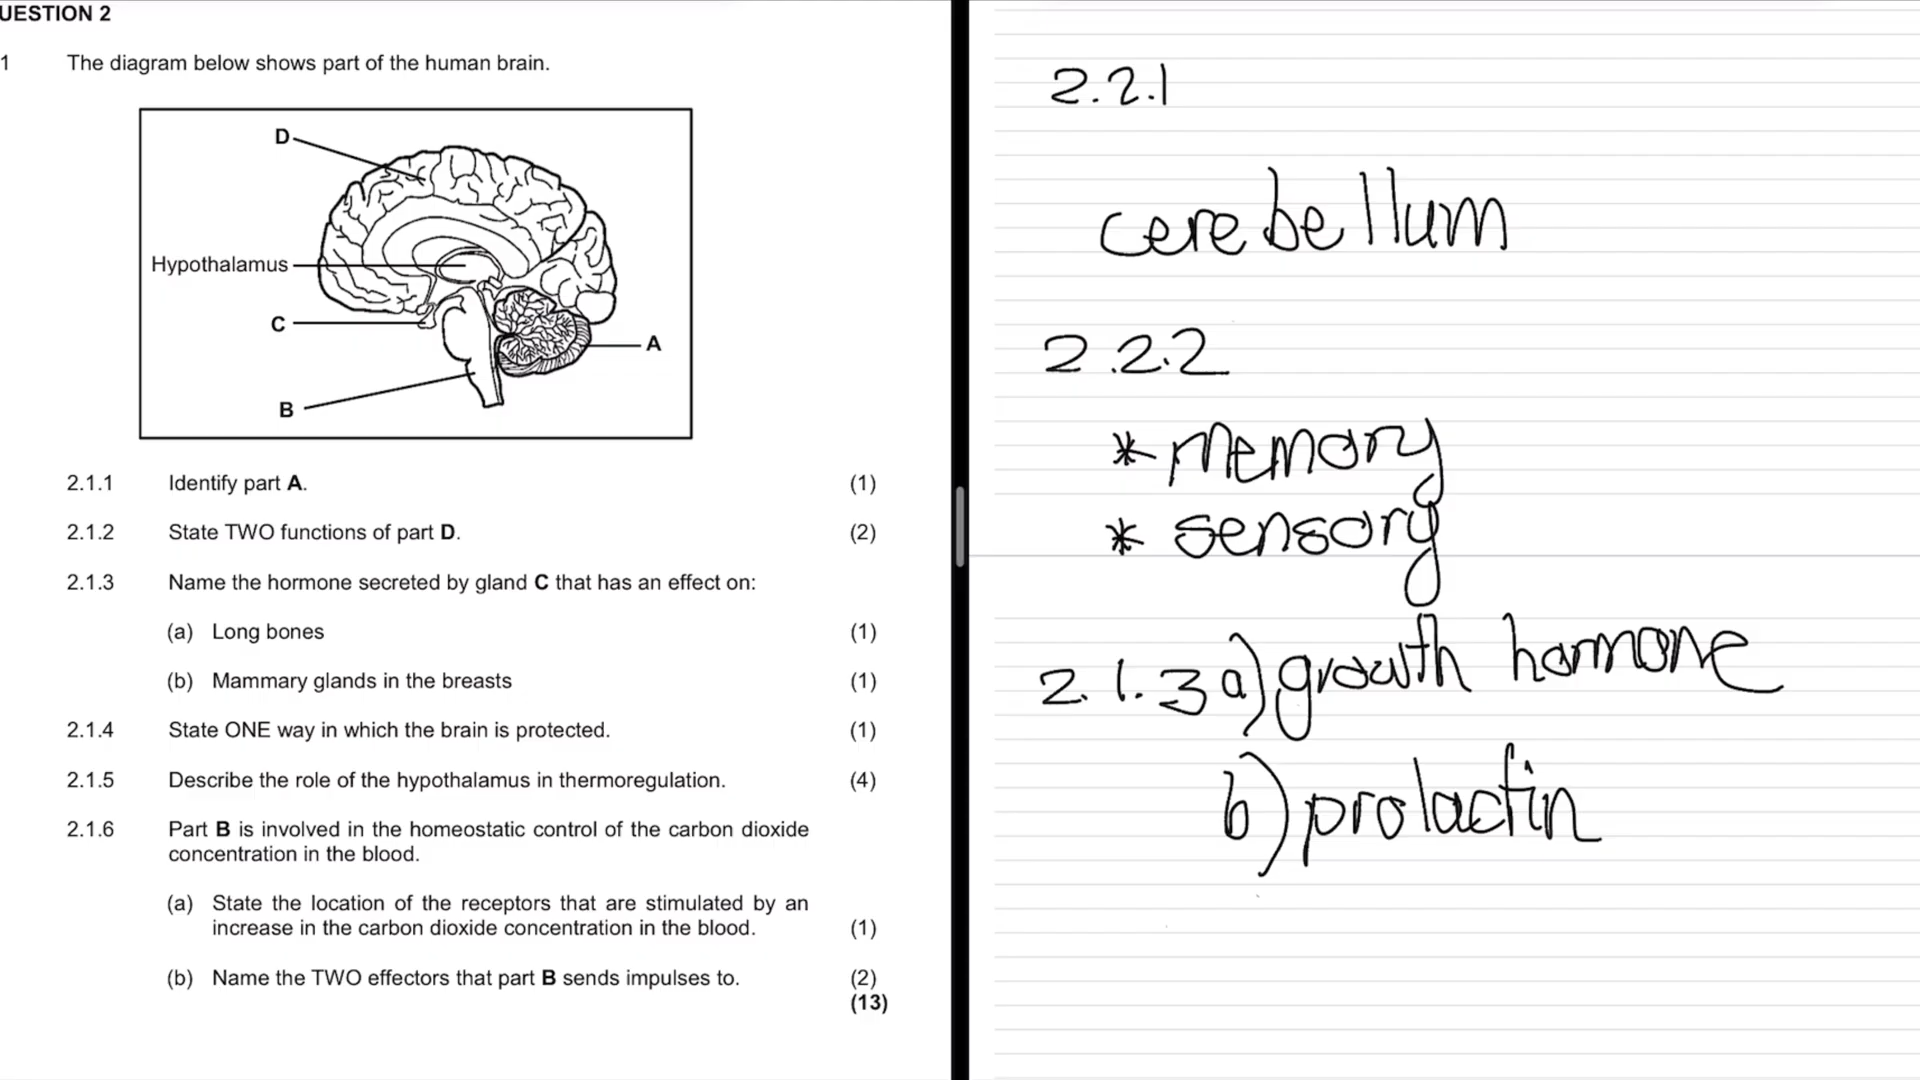 UESTION 2
1 The diagram below shows part of the human brain.
D
Hypothalamus
C
A
B
2.1.1 Identify part A. (1)
2.1.2 State TWO functions of part D. (2)
2.1.3 Name the hormone secreted by gland C that has an effect on:
(a) Long bones (1)
(b) Mammary glands in the breasts (1)
2.1.4 State ONE way in which the brain is protected. (1)
2.1.5 Describe the role of the hypothalamus in thermoregulation. (4)
2.1.6 Part B is involved in the homeostatic control of the carbon dioxide
concentration in the blood.
(a) State the location of the receptors that are stimulated by an
increase in the carbon dioxide concentration in the blood. (1)
(b) Name the TWO effectors that part B sends impulses to. (2)
(13)
2.2.1
cerebellum
2.2.2
* memory
* sensory
2.1.3 a) growth hormone
b) prolactin